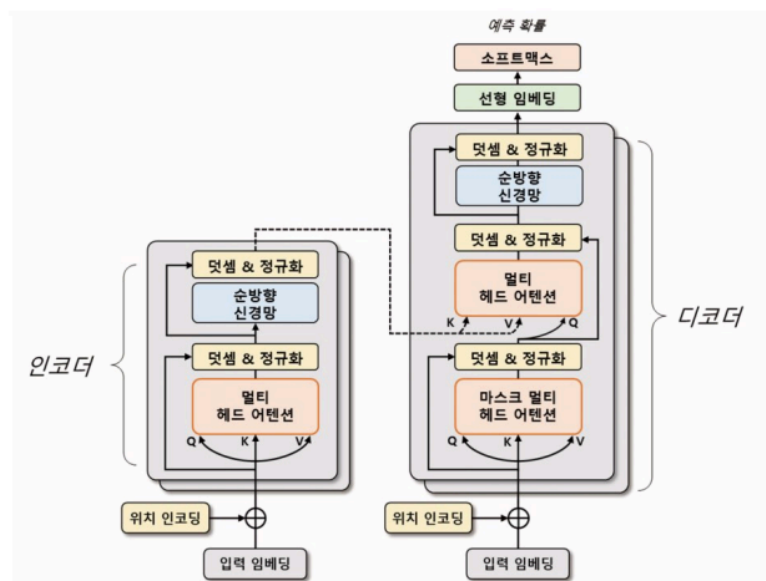 예측 확률
소프트맥스
선형 임베딩
덧셈 & 정규화
순방향
신경망
덧셈 & 정규화
멀티
헤드 어텐션
K
V
Q
덧셈 & 정규화
마스크 멀티
헤드 어텐션
Q
K
V
디코더
위치 인코딩
입력 임베딩
덧셈 & 정규화
순방향
신경망
덧셈 & 정규화
멀티
헤드 어텐션
Q
K
V
인코더
위치 인코딩
입력 임베딩